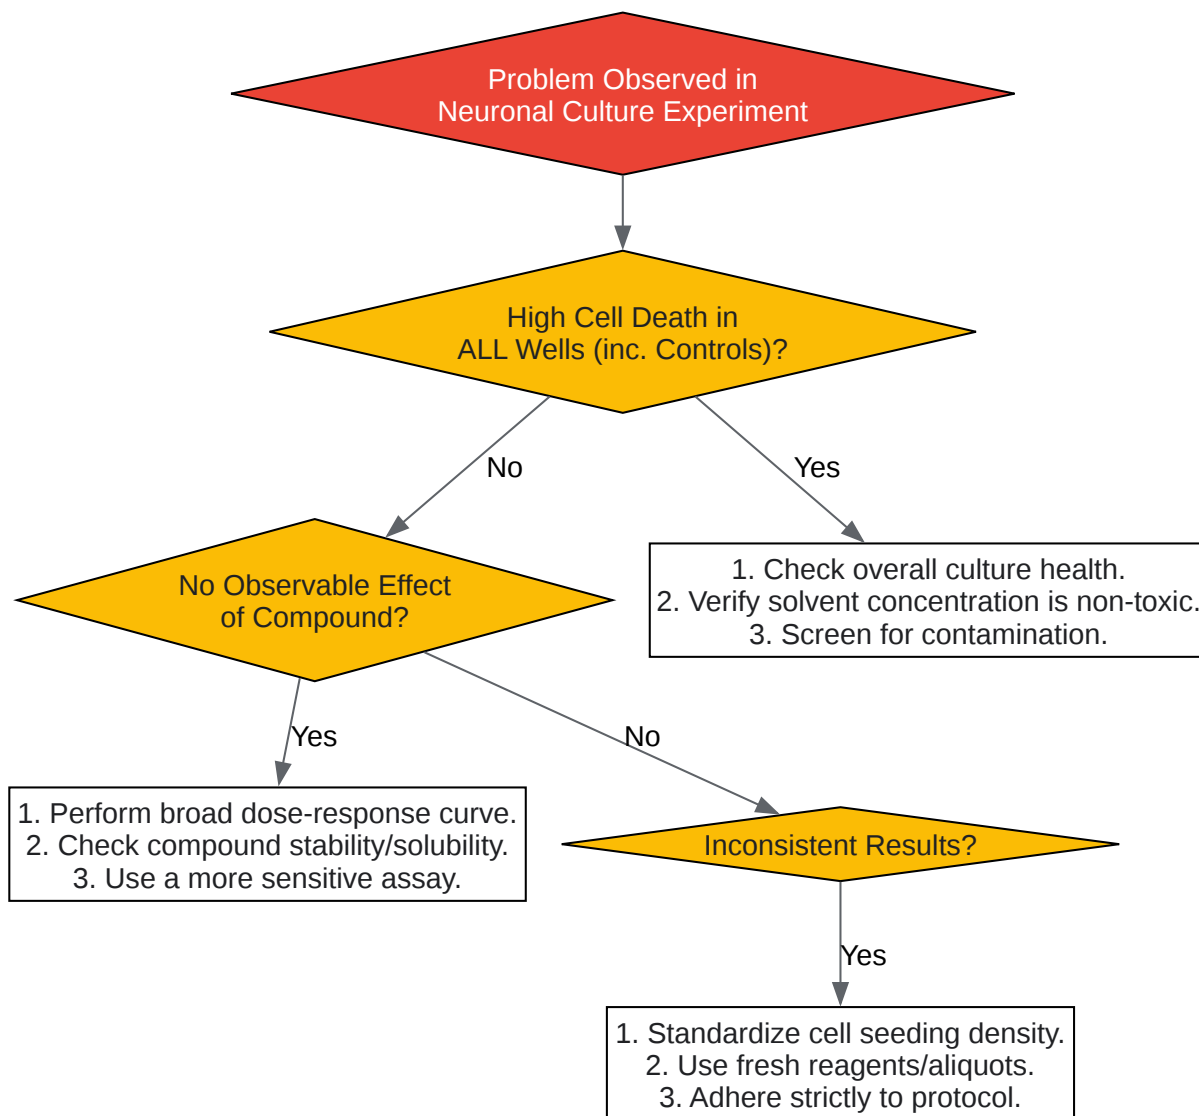 Problem Observed in
Neuronal Culture Experiment
High Cell Death in
ALL Wells (inc. Controls)?
No
Yes
No Observable Effect
of Compound?
1. Check overall culture health.
2. Verify solvent concentration is non-toxic.
3. Screen for contamination.
Yes
No
1. Perform broad dose-response curve.
2. Check compound stability/solubility.
3. Use a more sensitive assay.
Inconsistent Results?
Yes
1. Standardize cell seeding density.
2. Use fresh reagents/aliquots.
3. Adhere strictly to protocol.